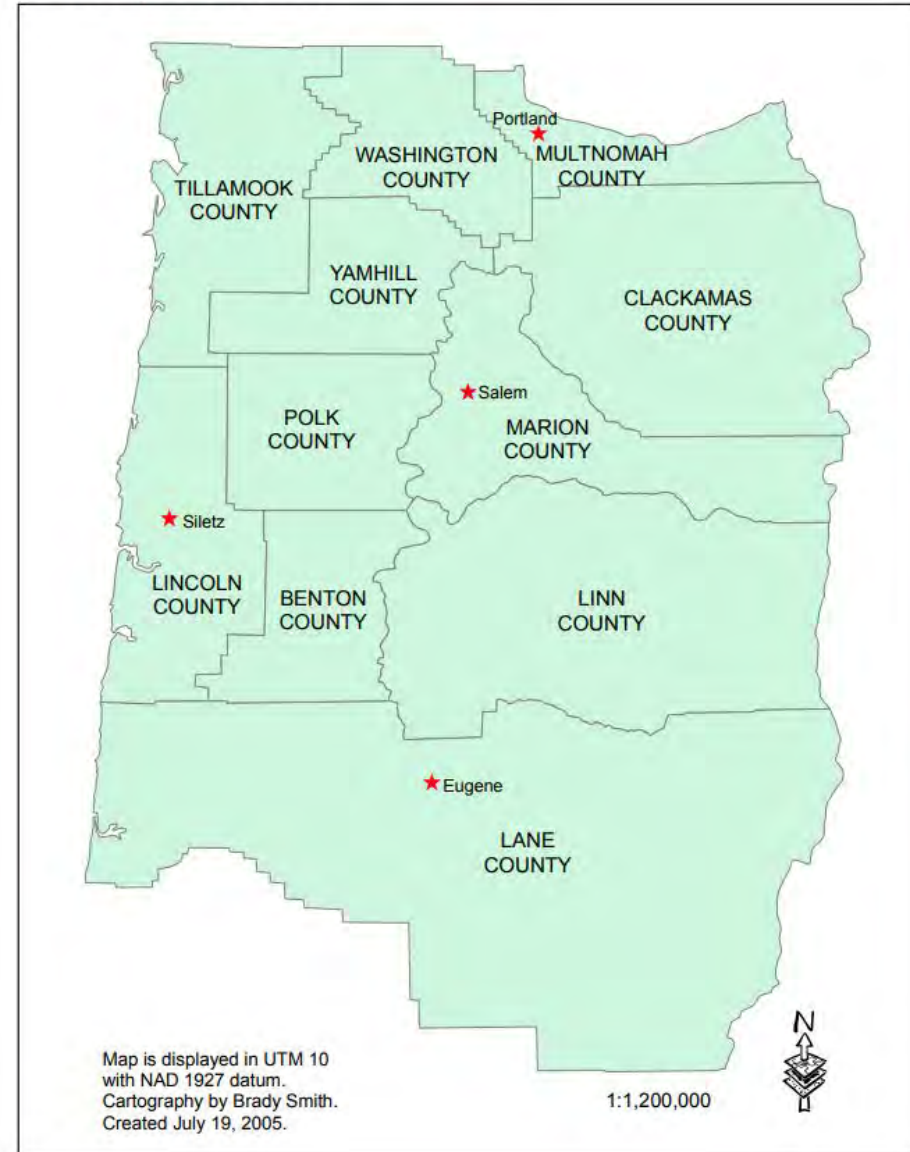 Portland
WASHINGTON
COUNTY
MULTNOMAH
COUNTY
TILLAMOOK
COUNTY
YAMHILL
COUNTY
CLACKAMAS
COUNTY
Salem
POLK
COUNTY
MARION
COUNTY
Siletz
LINCOLN
COUNTY
BENTON
COUNTY
LINN
COUNTY
Eugene
LANE
COUNTY
N
Map is displayed in UTM 10
with NAD 1927 datum.
Cartography by Brady Smith.
Created July 19, 2005.
1:1,200,000